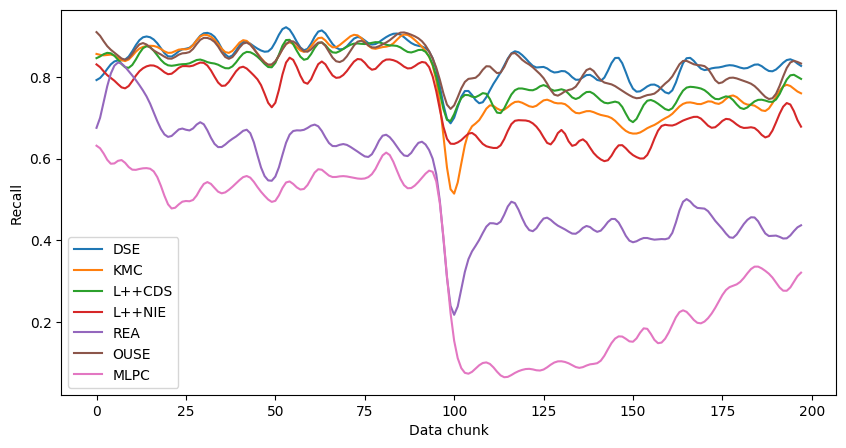 Recall
0.8
0.6
0.4
0.2
DSE
KMC
L++CDS
L++NIE
REA
OUSE
MLPC
0 25 50 75 100 125 150 175 200
Data chunk